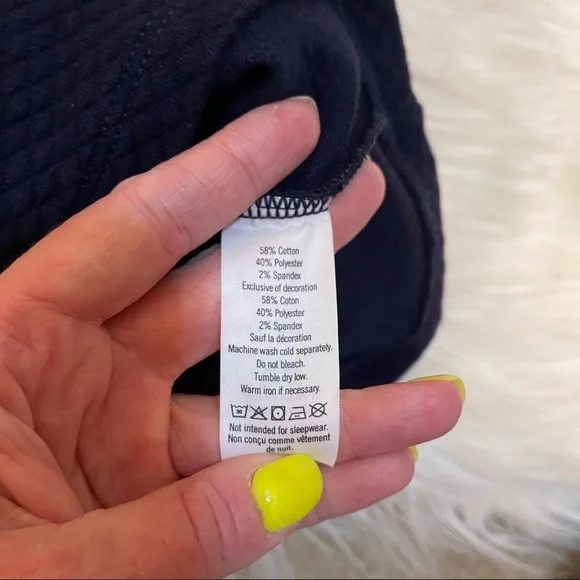 58% Cotton
40% Polyester
2% Spandex
Exclusive of decoration
58% Coton
40% Polyester
2% Spandex
Sauf la décoration
Machine wash cold separately.
Do not bleach.
Tumble dry low.
Warm iron if necessary.
Not intended for sleepwear.
Non conçu comme vêtement
de nuit.